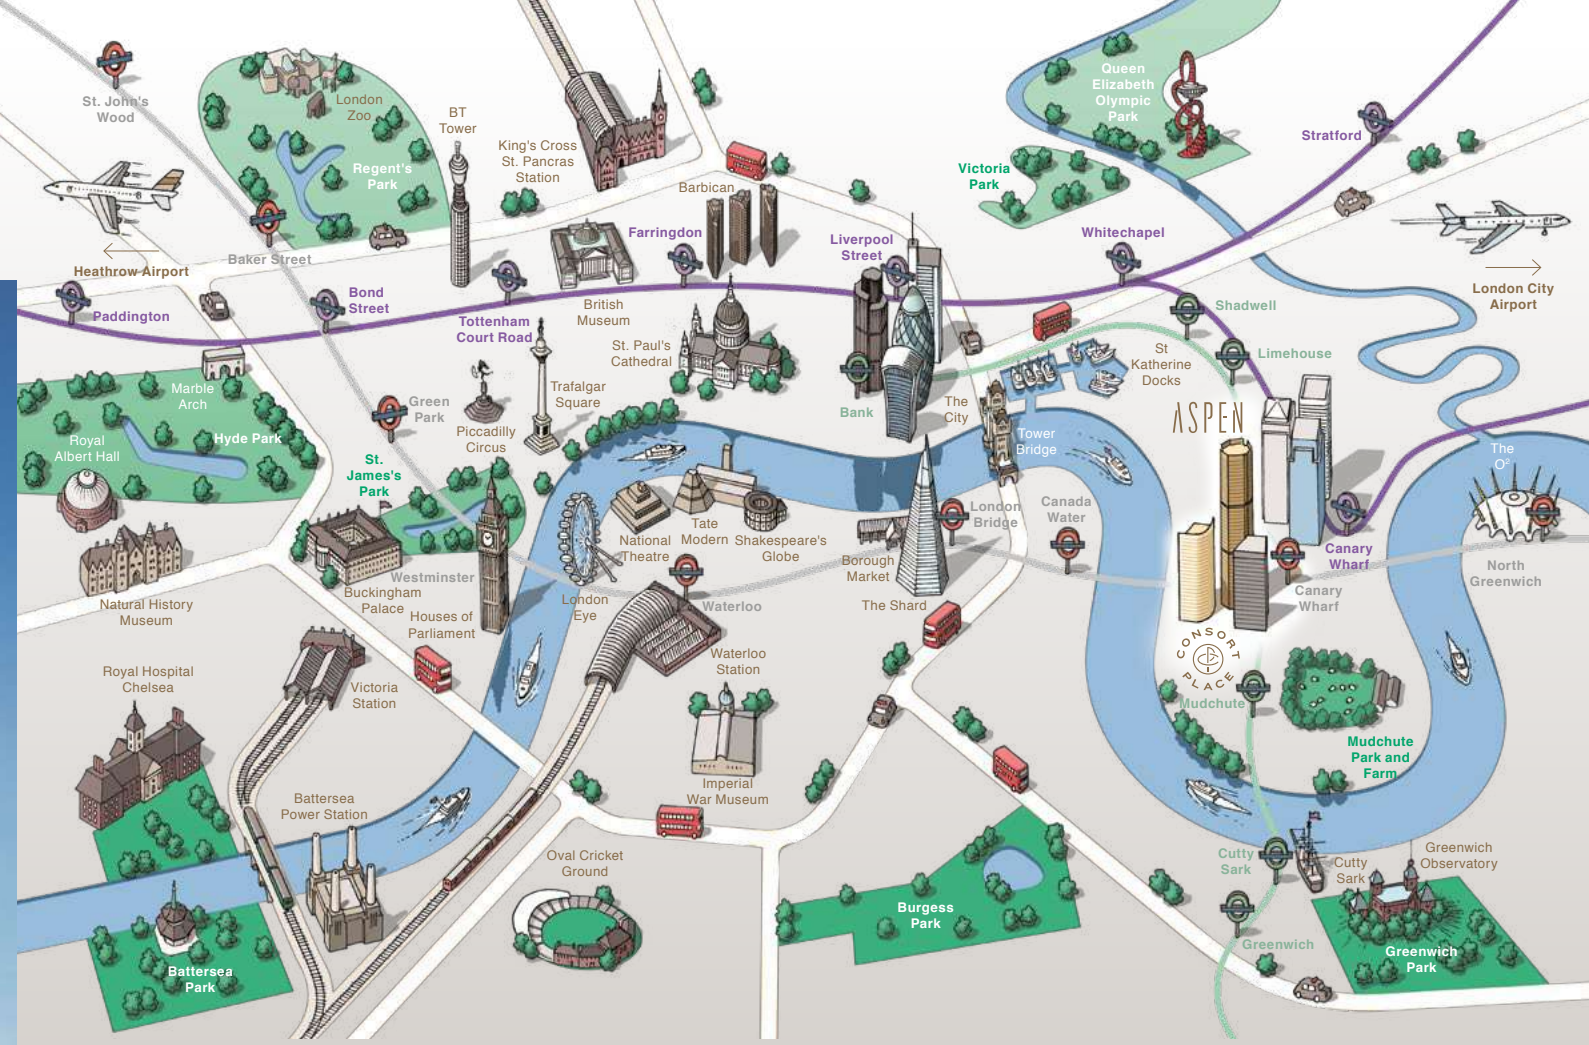 St. John's
Wood
London
Zoo
Regent's
Park
BT
Tower
King's Cross
St. Pancras
Station
Barbican
Queen
Elizabeth
Olympic
Park
Stratford
Victoria
Park
Heathrow Airport
Baker Street
Farringdon
Liverpool
Street
Whitechapel
London City
Airport
Paddington
Bond
Street
Tottenham
Court Road
British
Museum
St. Paul's
Cathedral
Shadwell
Limehouse
St
Katherine
Docks
Marble
Arch
Green
Park
Piccadilly
Circus
Trafalgar
Square
Bank
The
City
ASPEN
Royal
Albert Hall
Hyde Park
St.
James's
Park
Tower
Bridge
The
O²
National
Theatre
Tate
Modern
Shakespeare's
Globe
London
Bridge
Canada
Water
Borough
Market
Canary
Wharf
Canary
Wharf
North
Greenwich
Natural History
Museum
Westminster
Buckingham
Palace
Houses of
Parliament
London
Eye
Waterloo
The Shard
CONSORT
PLACE
Royal Hospital
Chelsea
Victoria
Station
Waterloo
Station
Mudchute
Mudchute
Park and
Farm
Imperial
War Museum
Battersea
Power Station
Oval Cricket
Ground
Cutty
Sark
Cutty
Sark
Greenwich
Observatory
Burgess
Park
Greenwich
Greenwich
Park
Battersea
Park